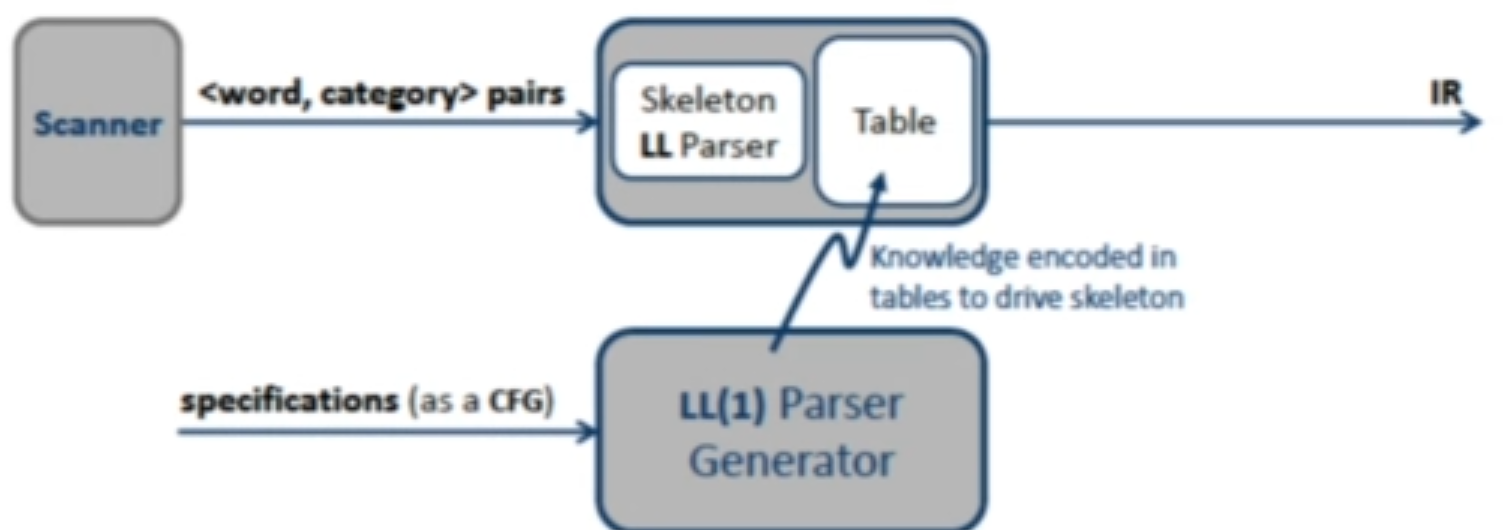 Scanner
<word, category> pairs
Skeleton
LL Parser
Table
IR
Knowledge encoded in
tables to drive skeleton
specifications (as a CFG)
LL(1) Parser
Generator